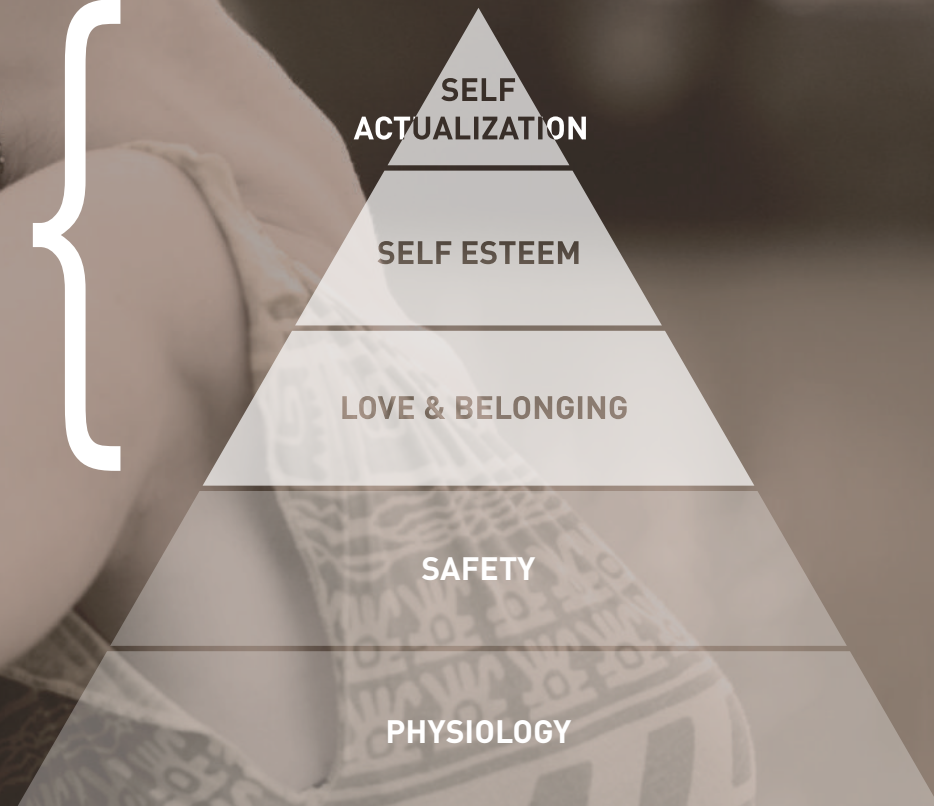 SELF
ACTUALIZATION
SELF ESTEEM
LOVE & BELONGING
SAFETY
PHYSIOLOGY